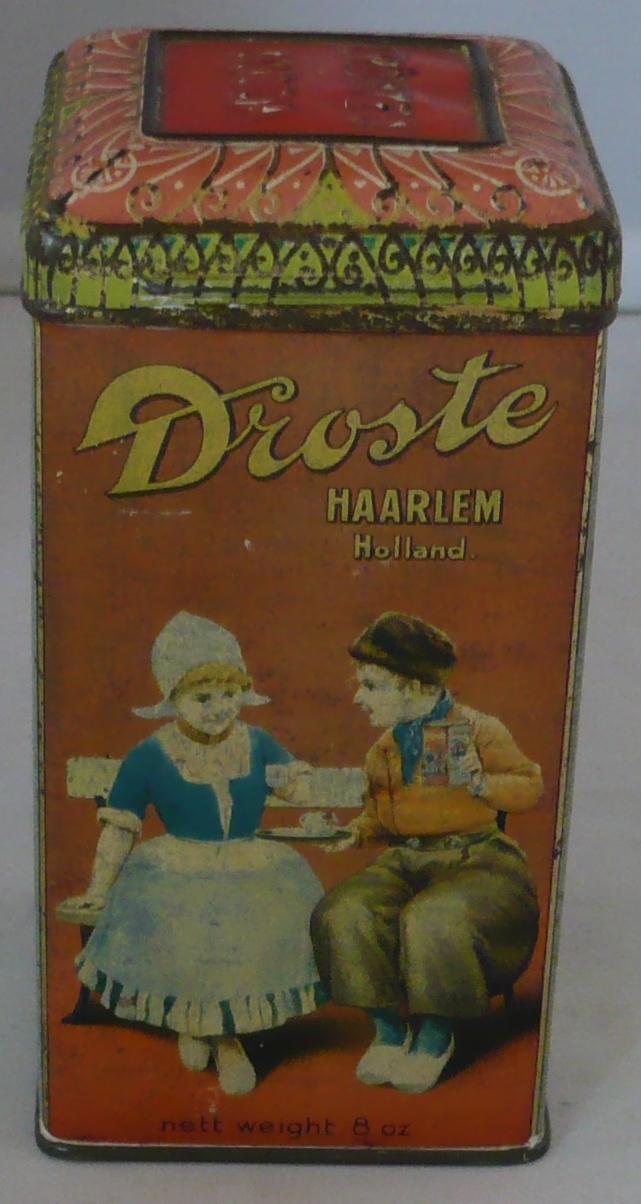 Droste
HAARLEM
Holland.
nett weight 8 oz